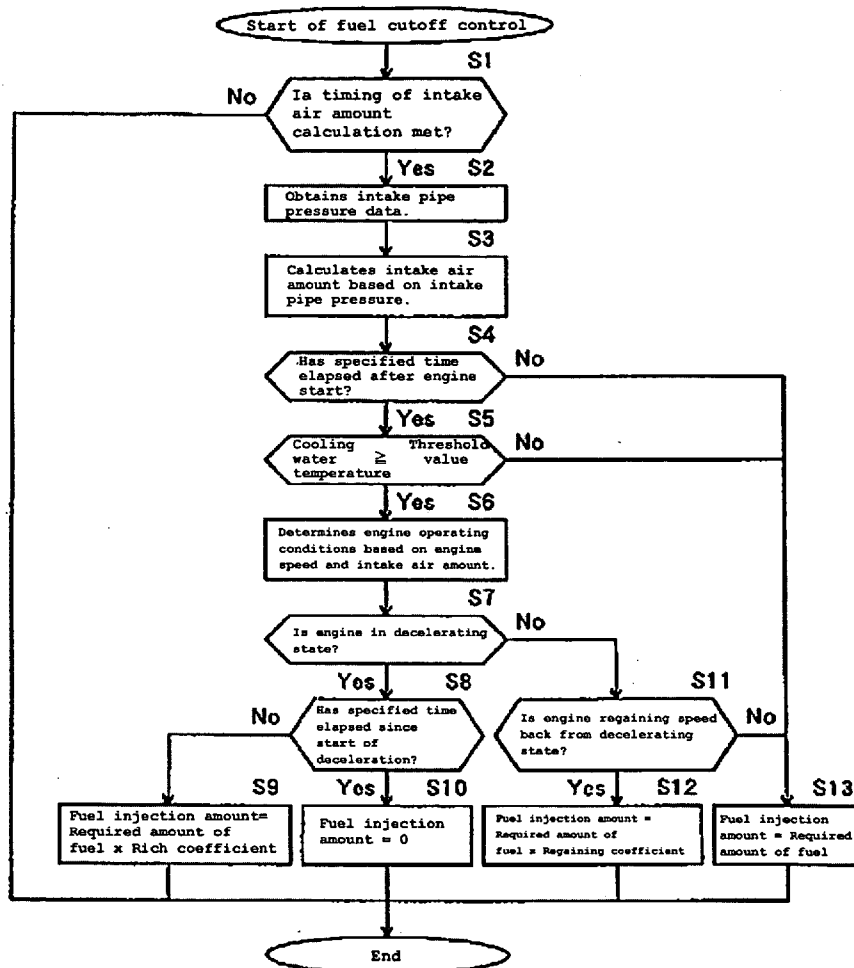 Start of fuel cutoff control
S1
No
Ia timing of intake
air amount
calculation met?
Yes S2
Obtains intake pipe
pressure data.
S3
Calculates intake air
amount based on intake
pipe pressure.
S4
Has specified time
elapsed after engine
start?
No
Yes S5
Cooling Threshold
water ≧ value
temperature
No
Yes S6
Determines engine operating
conditions based on engine
speed and intake air amount.
S7
Is engine in decelerating
state?
No
Yes S8
S11
No
Has specified time
elapsed since
start of
deceleration?
Is engine regaining speed
back from decelerating
state?
No
S9
Yes S10
Yes S12
S13
Fuel injection amount=
Required amount of
fuel x Rich coefficient
Fuel injection
amount = 0
Fuel injection amount =
Required amount of
fuel x Regaining coefficient
Fuel injection
amount = Required
amount of fuel
End